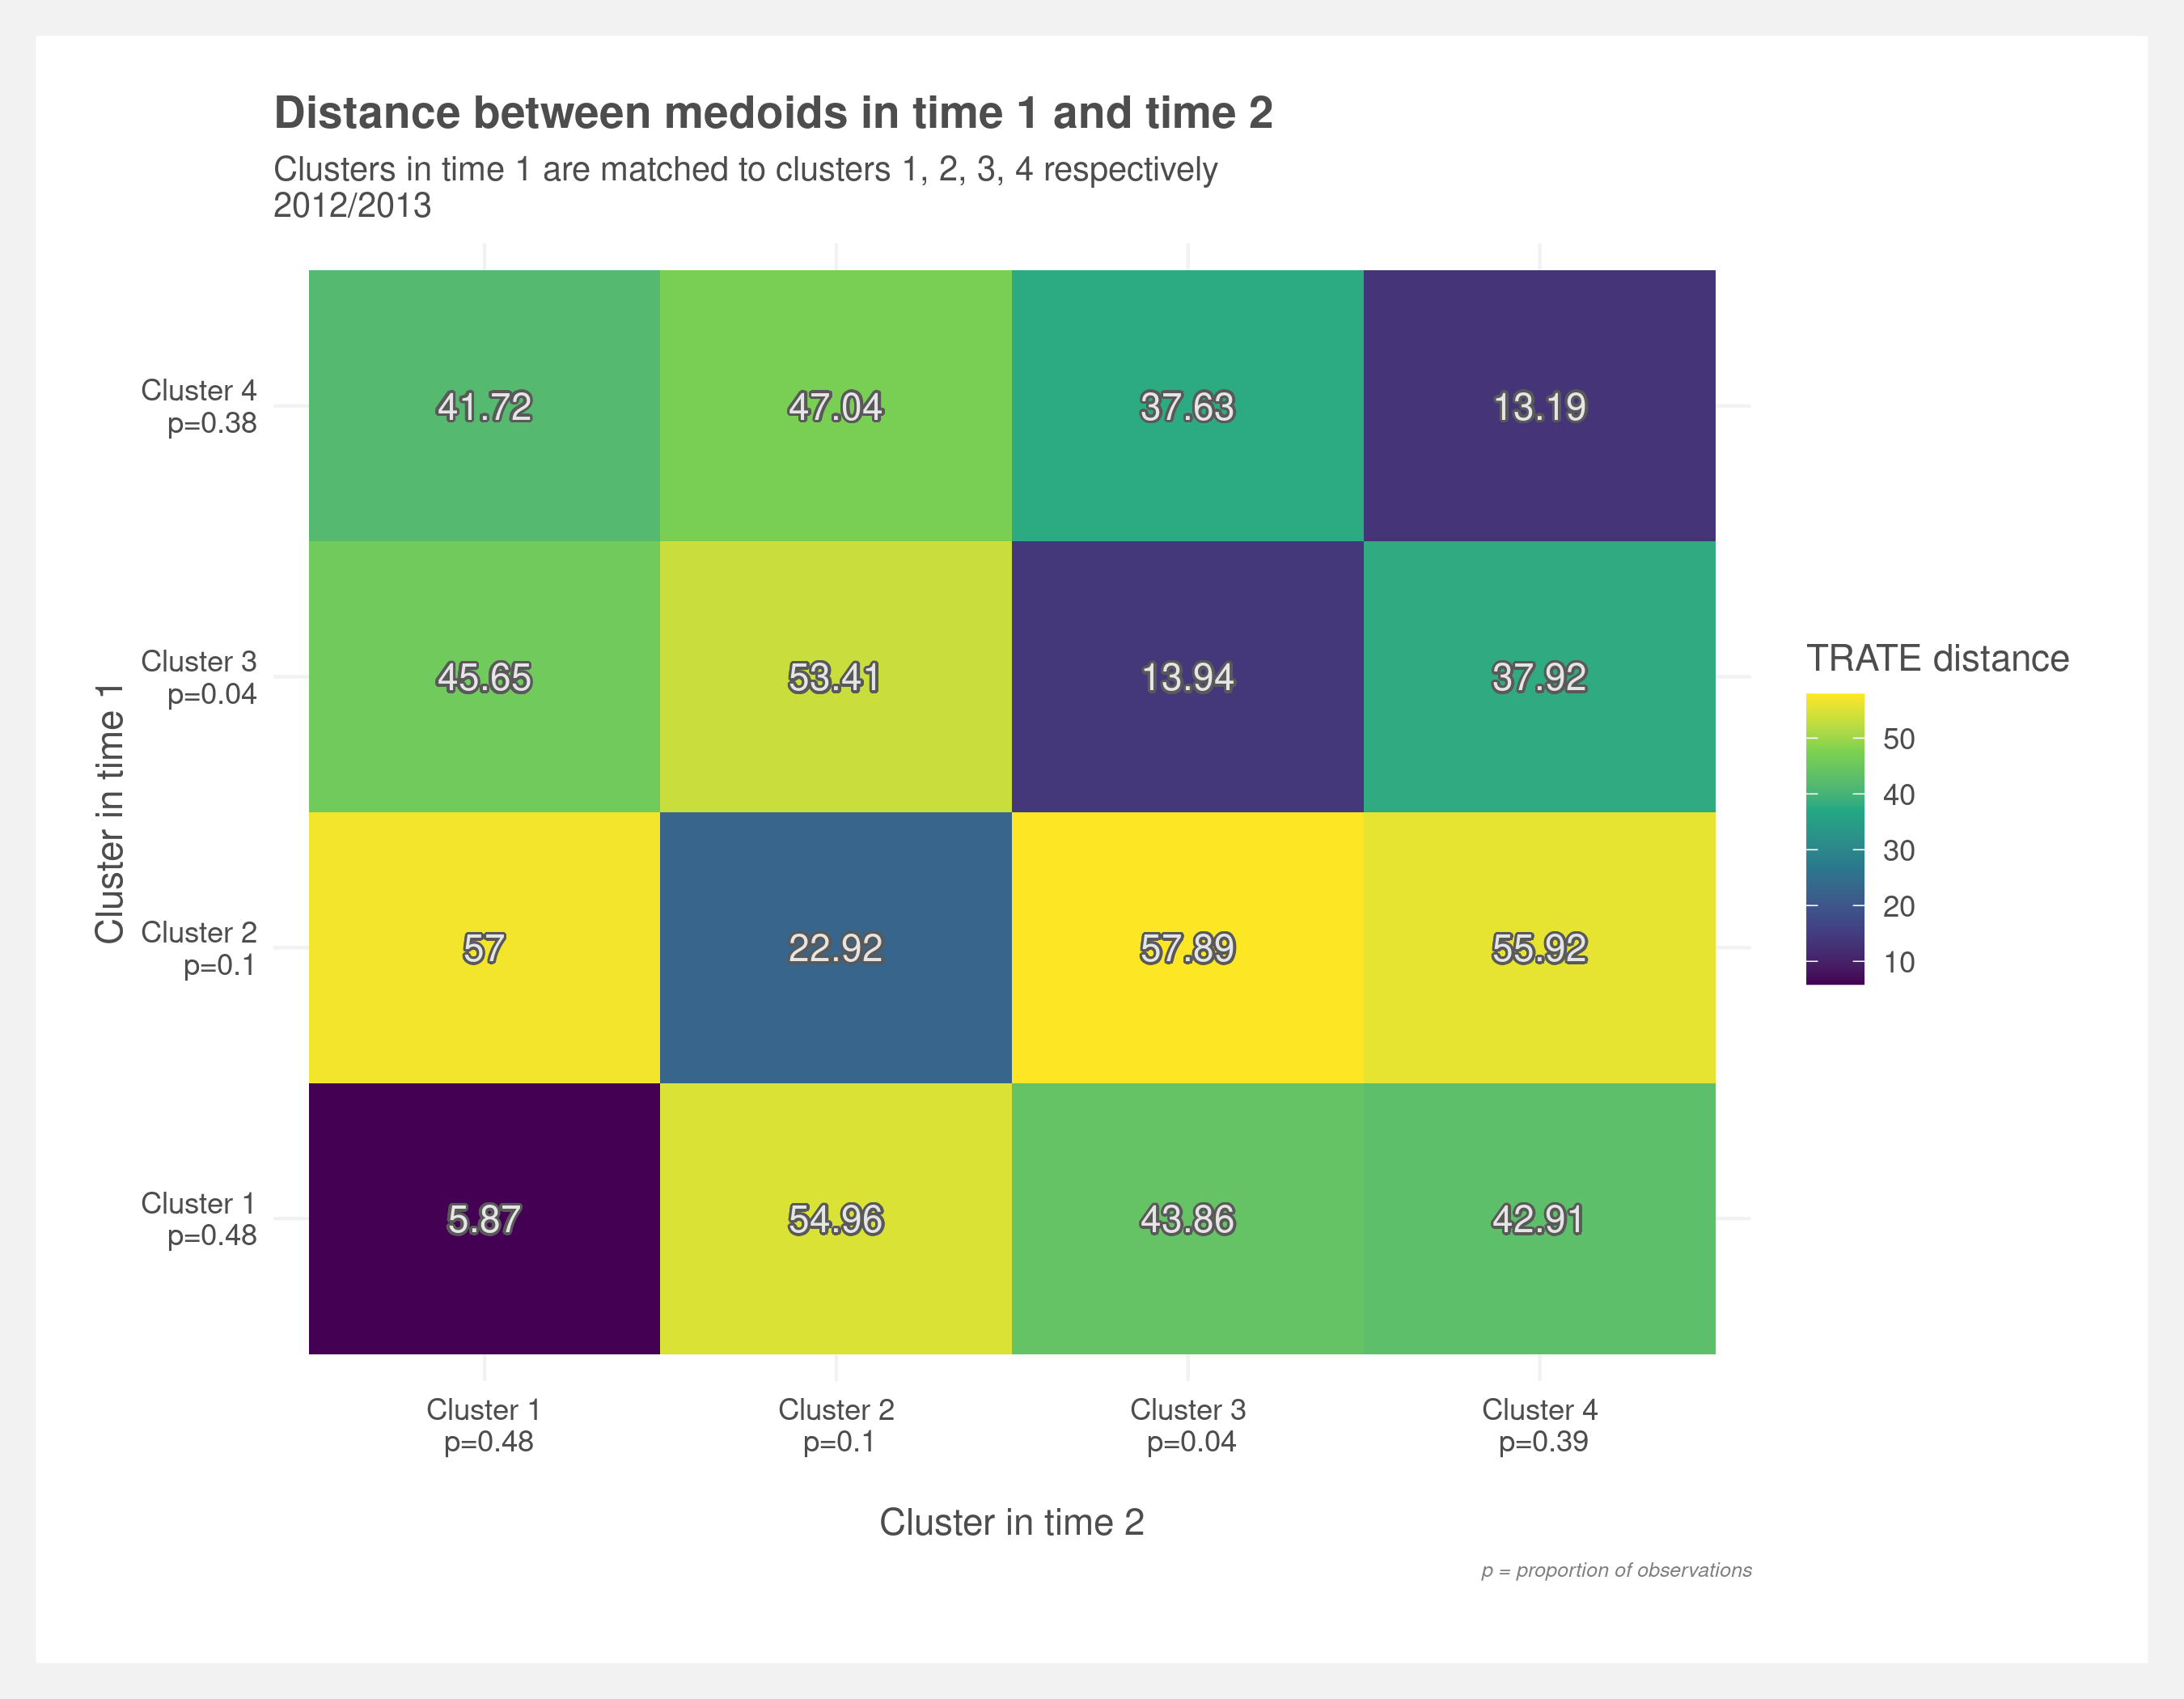 Distance between medoids in time 1 and time 2
Clusters in time 1 are matched to clusters 1, 2, 3, 4 respectively
2012/2013
Cluster in time 1
Cluster 4
p=0.38
41.72
47.04
37.63
13.19
Cluster 3
p=0.04
45.65
53.41
13.94
37.92
Cluster 2
p=0.1
57
22.92
57.89
55.92
Cluster 1
p=0.48
5.87
54.96
43.86
42.91
Cluster 1
p=0.48
Cluster 2
p=0.1
Cluster 3
p=0.04
Cluster 4
p=0.39
Cluster in time 2
TRATE distance
50
40
30
20
10
p = proportion of observations